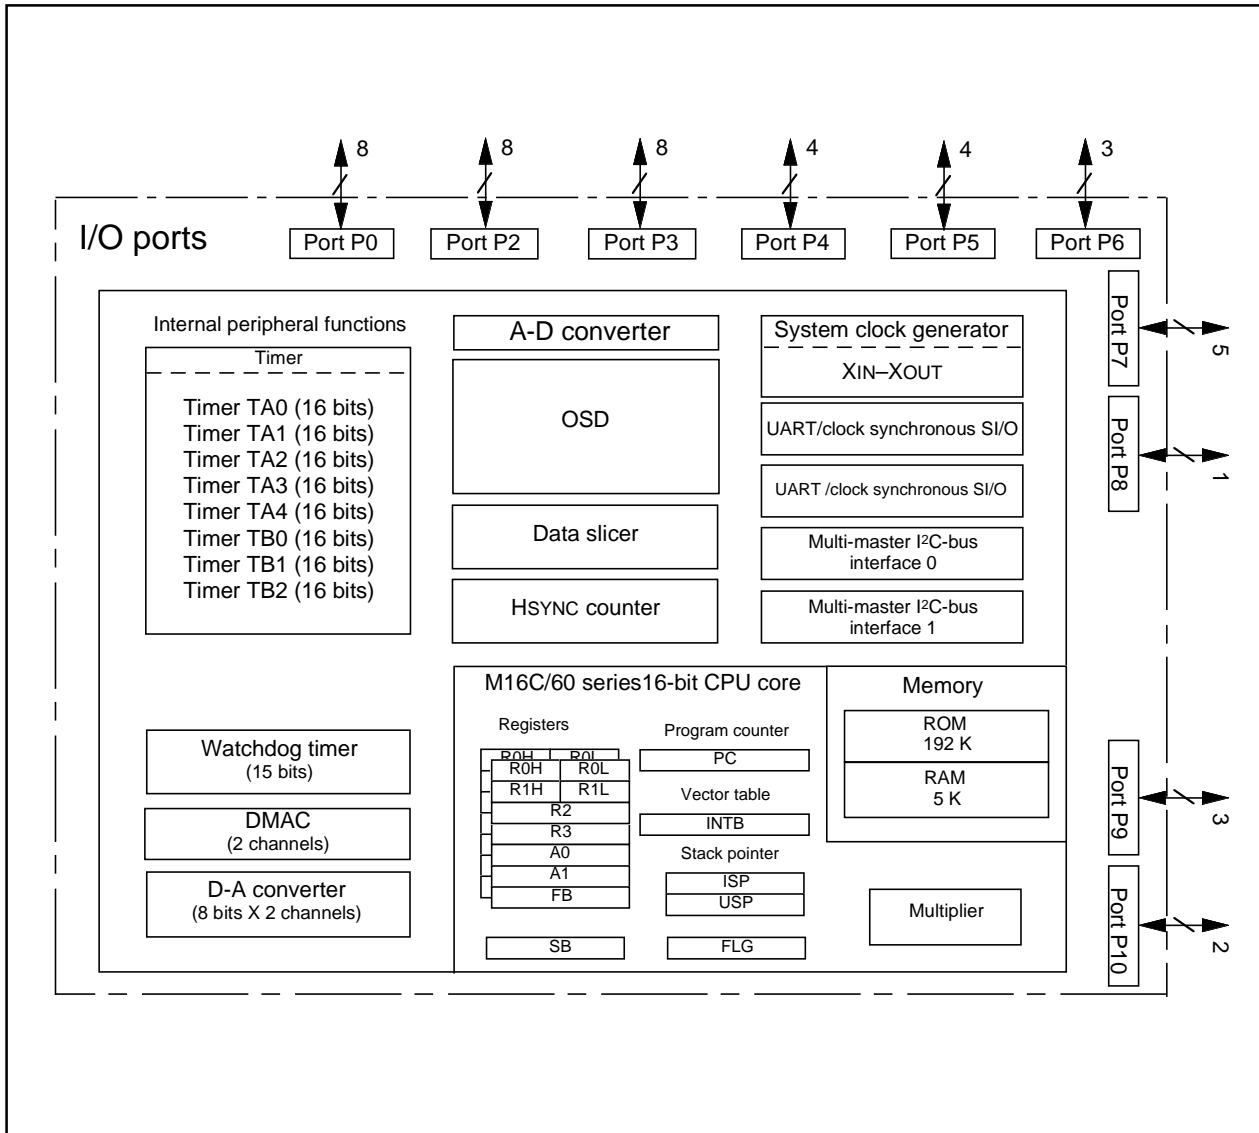 8
8
8
4
4
3
I/O ports
Port P0
Port P2
Port P3
Port P4
Port P5
Port P6
Port P7
5
Port P8
1
Port P9
3
Port P10
2
Internal peripheral functions
Timer
Timer TA0 (16 bits)
Timer TA1 (16 bits)
Timer TA2 (16 bits)
Timer TA3 (16 bits)
Timer TA4 (16 bits)
Timer TB0 (16 bits)
Timer TB1 (16 bits)
Timer TB2 (16 bits)
Watchdog timer
(15 bits)
DMAC
(2 channels)
D-A converter
(8 bits X 2 channels)
A-D converter
OSD
Data slicer
HSYNC counter
System clock generator
XIN–XOUT
UART/clock synchronous SI/O
UART /clock synchronous SI/O
Multi-master I²C-bus
interface 0
Multi-master I²C-bus
interface 1
M16C/60 series16-bit CPU core
Registers
R0H R0L
R0H R0L
R1H R1L
R2
R3
A0
A1
FB
SB
Program counter
PC
Vector table
INTB
Stack pointer
ISP
USP
FLG
Memory
ROM
192 K
RAM
5 K
Multiplier